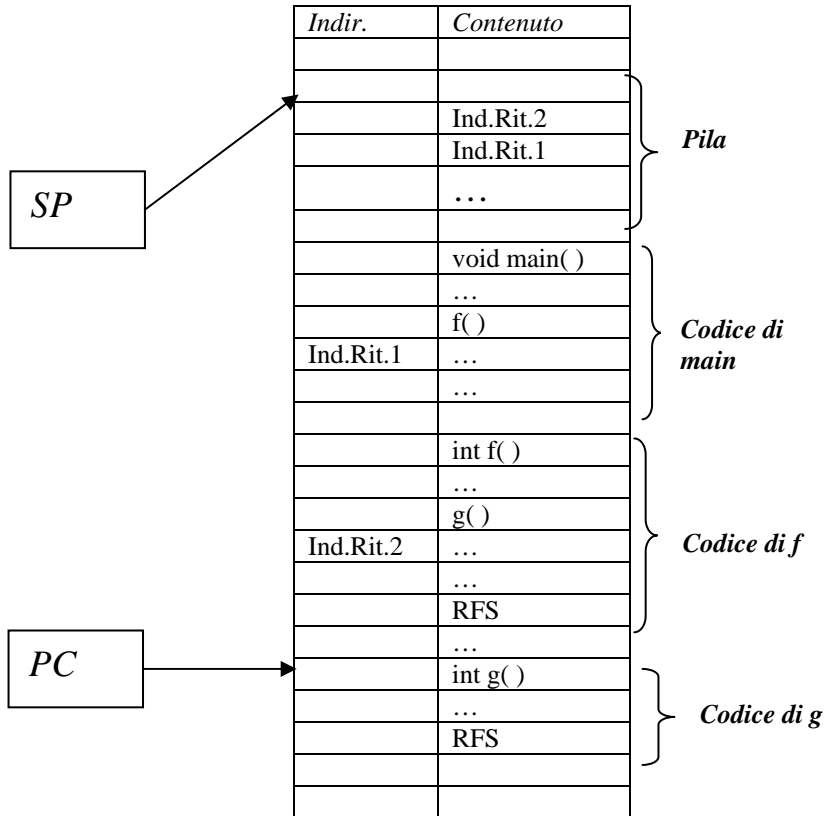 Indir. Contenuto
Ind.Rit.2
Ind.Rit.1
Pila
…
SP
void main( )
…
f( )
Ind.Rit.1 …
Codice di
main
…
int f( )
…
g( )
Ind.Rit.2 …
Codice di f
…
RFS
…
PC
int g( )
…
Codice di g
RFS